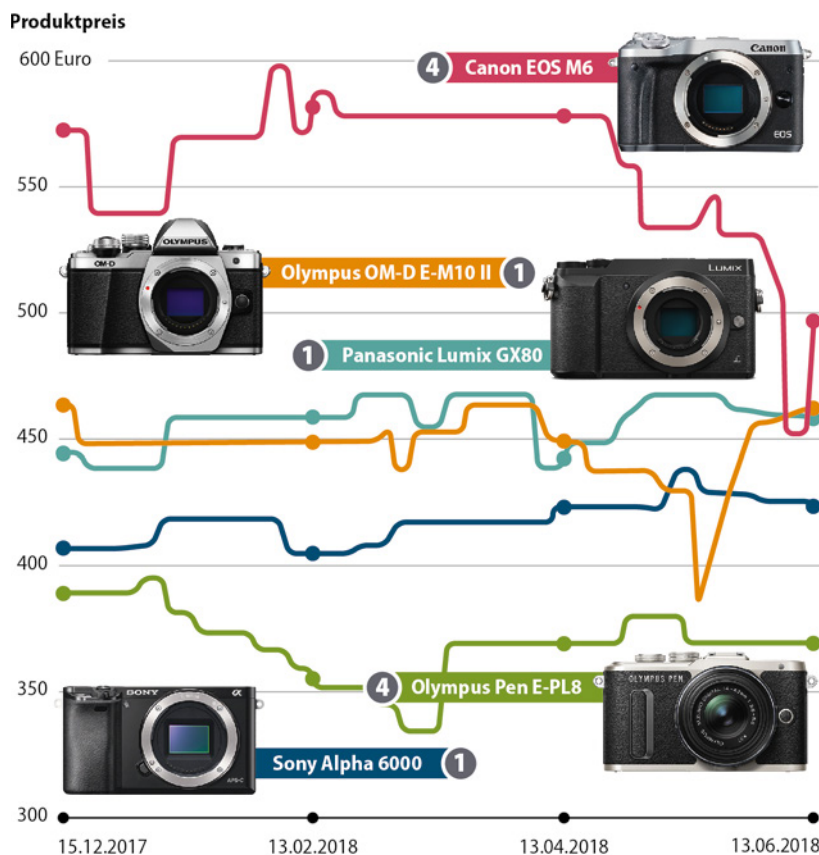 Produktpreis
600 Euro
4 Canon EOS M6
Canon
EOS
550
OLYMPUS
OM-D
Olympus OM-D E-M10 II 1
LUMIX
500
1 Panasonic Lumix GX80
L
450
400
350
4 Olympus Pen E-PL8
OLYMPUS PEN
SONY
α
APS-C
Sony Alpha 6000 1
300
15.12.2017 13.02.2018 13.04.2018 13.06.2018